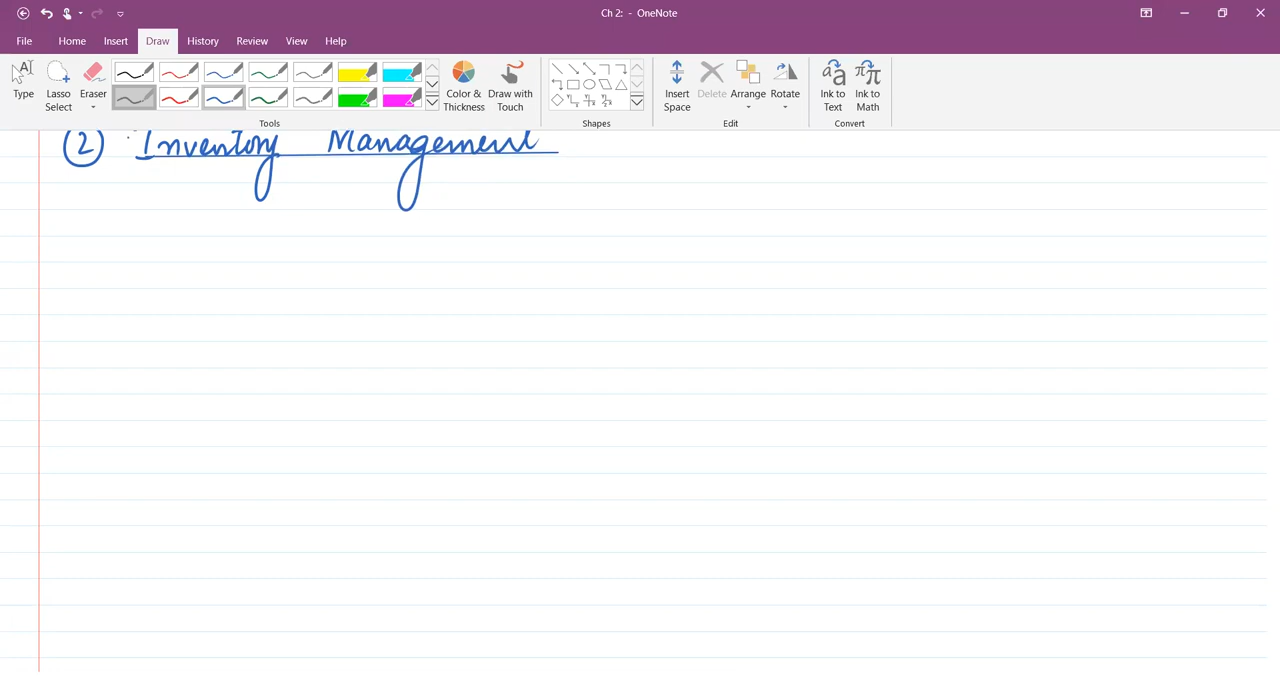 Ch 2: - OneNote
File Home Insert Draw History Review View Help
Type
Lasso Select
Eraser
Color & Thickness
Draw with Touch
Insert Space
Delete
Arrange
Rotate
Ink to Text
Ink to Math
Tools Shapes Edit Convert
2 Inventory Management